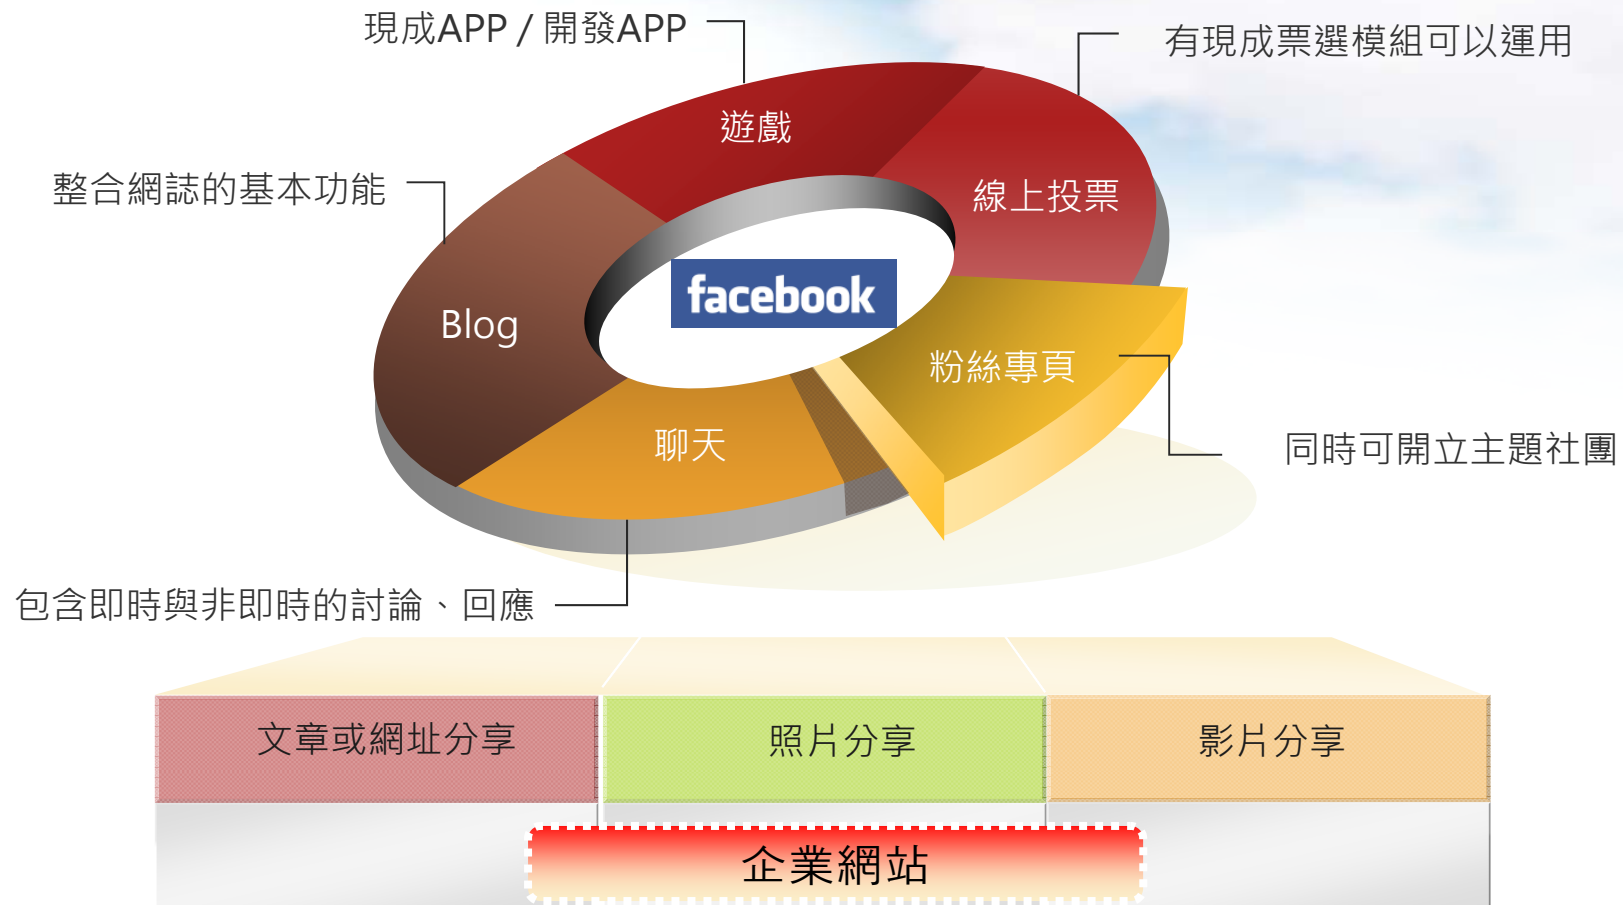 現成APP / 開發APP
有現成票選模組可以運用
遊戲
整合網誌的基本功能
線上投票
facebook
Blog
粉絲專頁
聊天
同時可開立主題社團
包含即時與非即時的討論、回應
文章或網址分享
照片分享
影片分享
企業網站